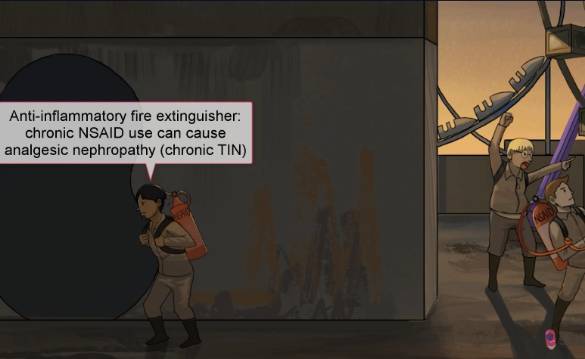 Anti-inflammatory fire extinguisher:
chronic NSAID use can cause
analgesic nephropathy (chronic TIN)